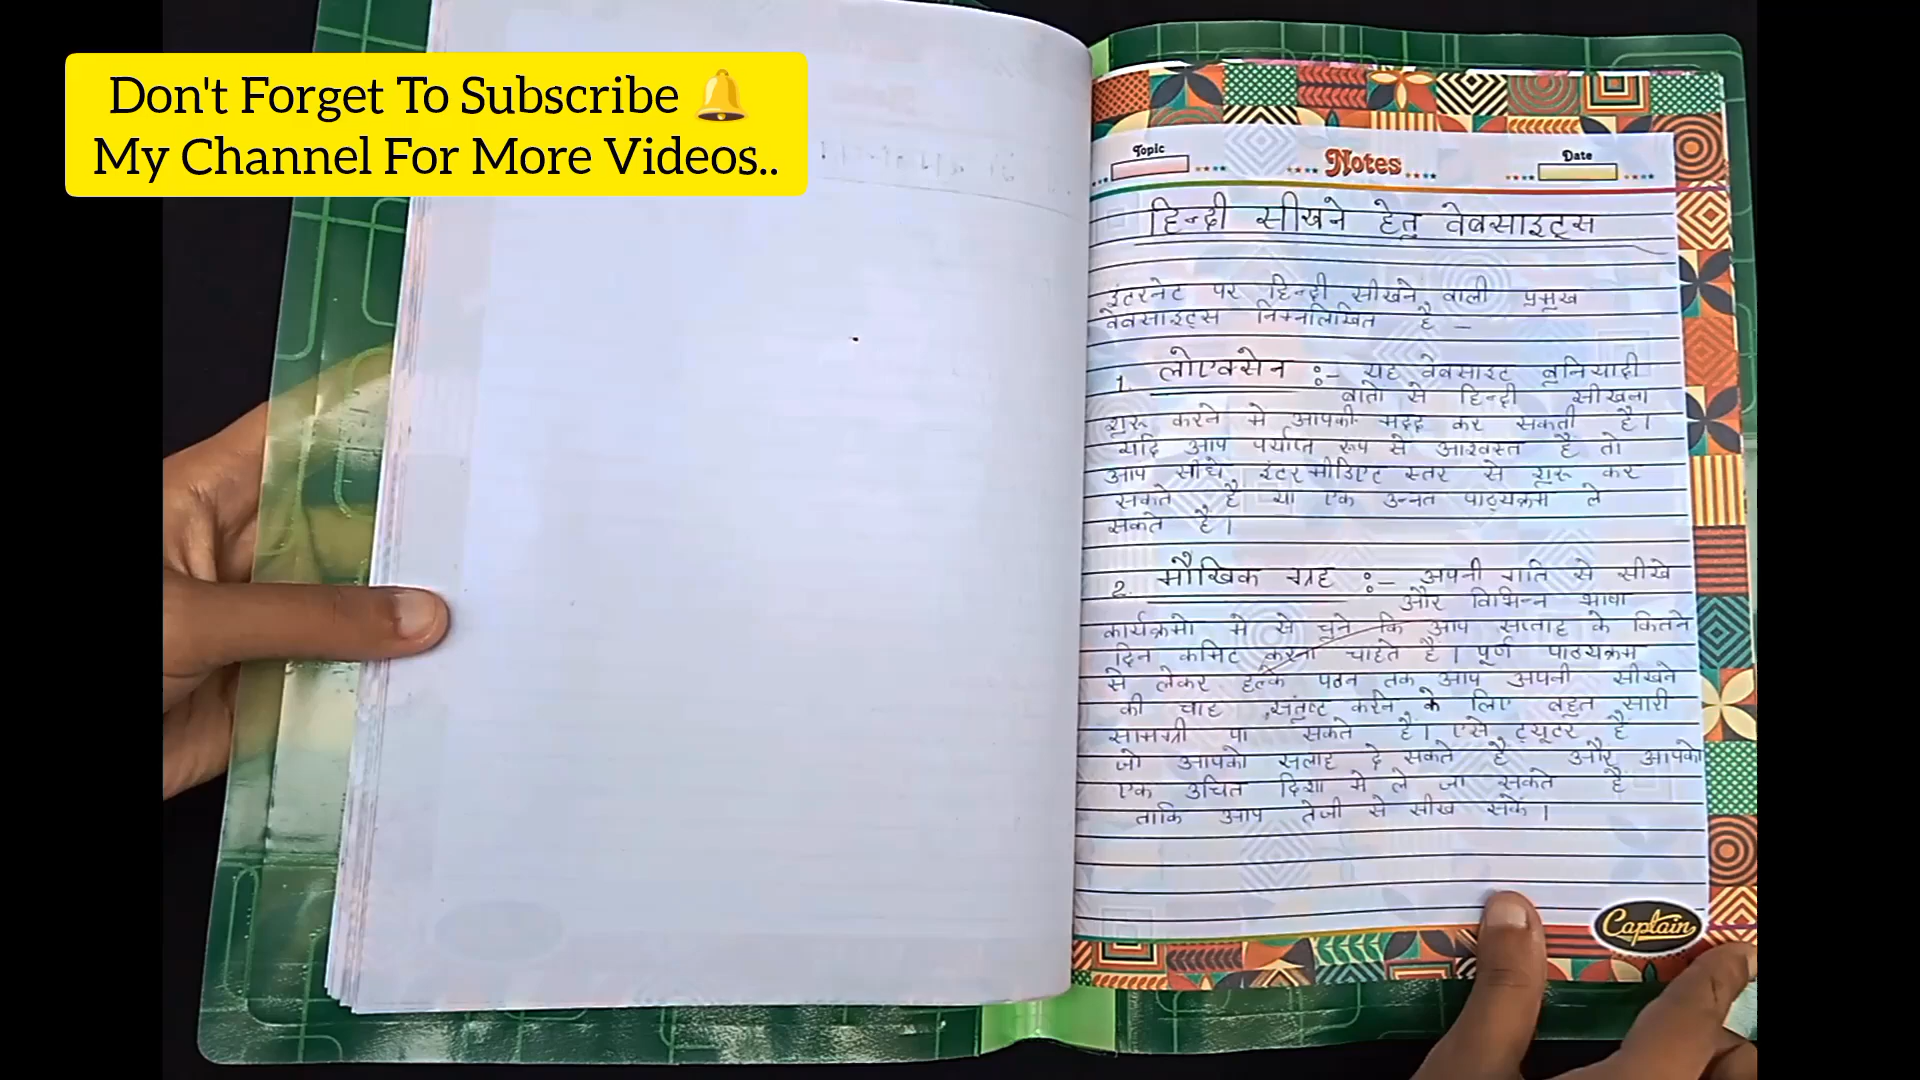 Don't Forget To Subscribe 🔔
My Channel For More Videos..
Topic
Notes
Date
हिन्दी सीखने हेतु वेबसाइट्स
इंटरनेट पर हिन्दी सीखने वाली प्रमुख
वेबसाइट्स निम्नलिखित है –
1. लोएक्सेन :- यह वेबसाइट बुनियादी
बातो से हिन्दी सीखना
शुरू करने मे आपकी मदद कर सकती है।
यदि आप पर्याप्त रूप से आश्वस्त है तो
आप सीधे इंटरमीडिएट स्तर से शुरू कर
सकते है या एक उन्नत पाठ्यक्रम ले
सकते है।
2. मौखिक ग्रह :- अपनी गति से सीखे
और विभिन्न भाषा
कार्यक्रमो मे से चुने कि आप सप्ताह के कितने
दिन कमिट करना चाहते है। पूर्ण पाठ्यक्रम
से लेकर हल्के पठन तक आप अपनी सीखने
की चाह संतुष्ट करने के लिए बहुत सारी
सामग्री पा सकते है। एसे ट्यूटर है
जो आपको सलाह दे सकते है और आपको
एक उचित दिशा मे ले जा सकते है
ताकि आप तेजी से सीख सकें।
Captain